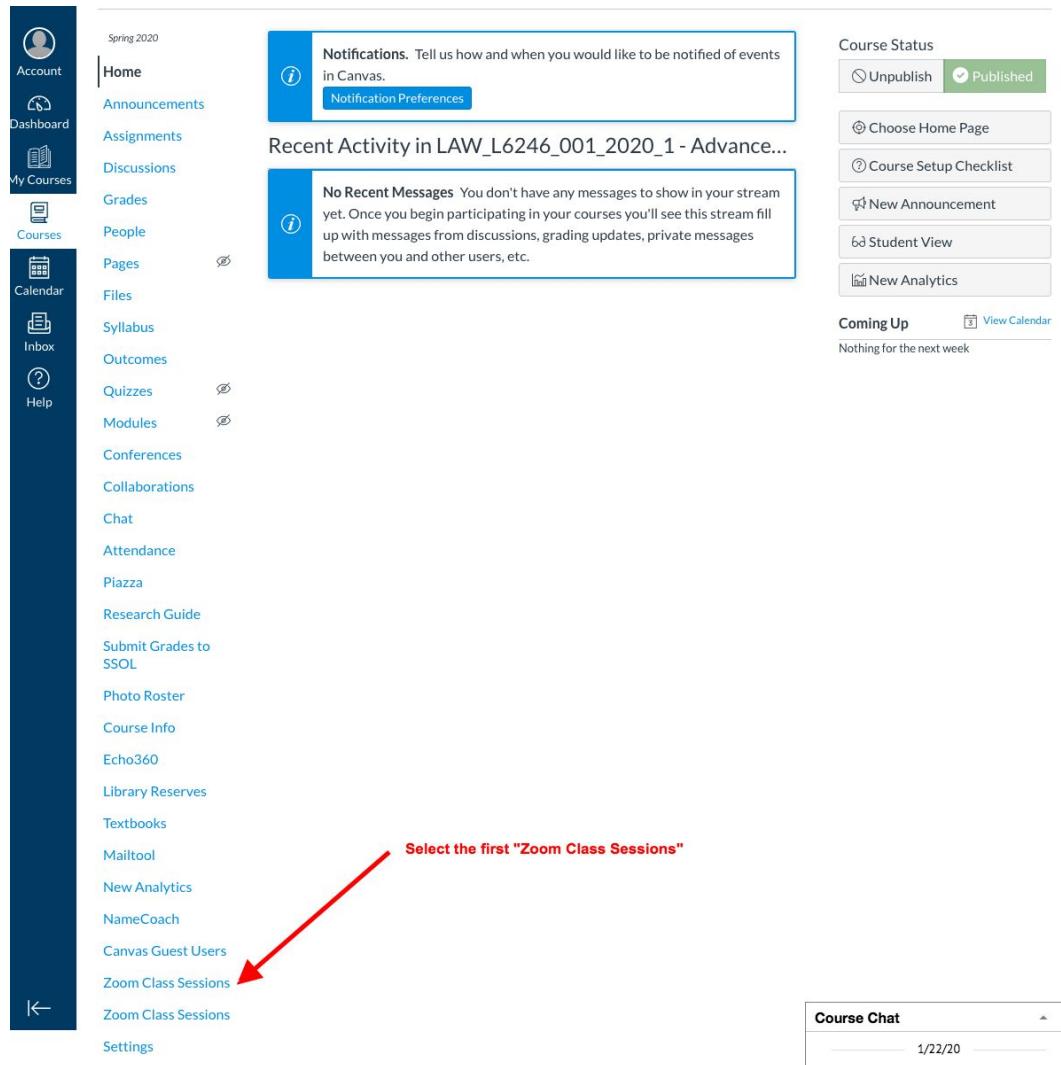 Account
Dashboard
My Courses
Courses
Calendar
Inbox
Help
Spring 2020
Home
Announcements
Assignments
Discussions
Grades
People
Pages
Files
Syllabus
Outcomes
Quizzes
Modules
Conferences
Collaborations
Chat
Attendance
Piazza
Research Guide
Submit Grades to
SSOL
Photo Roster
Course Info
Echo360
Library Reserves
Textbooks
Mailtool
New Analytics
NameCoach
Canvas Guest Users
Zoom Class Sessions
Zoom Class Sessions
Settings
Notifications. Tell us how and when you would like to be notified of events
in Canvas.
Notification Preferences
Recent Activity in LAW_L6246_001_2020_1 - Advance...
No Recent Messages You don't have any messages to show in your stream
yet. Once you begin participating in your courses you'll see this stream fill
up with messages from discussions, grading updates, private messages
between you and other users, etc.
Select the first "Zoom Class Sessions"
Course Status
Unpublish
Published
Choose Home Page
Course Setup Checklist
New Announcement
Student View
New Analytics
Coming Up
3
View Calendar
Nothing for the next week
Course Chat
1/22/20